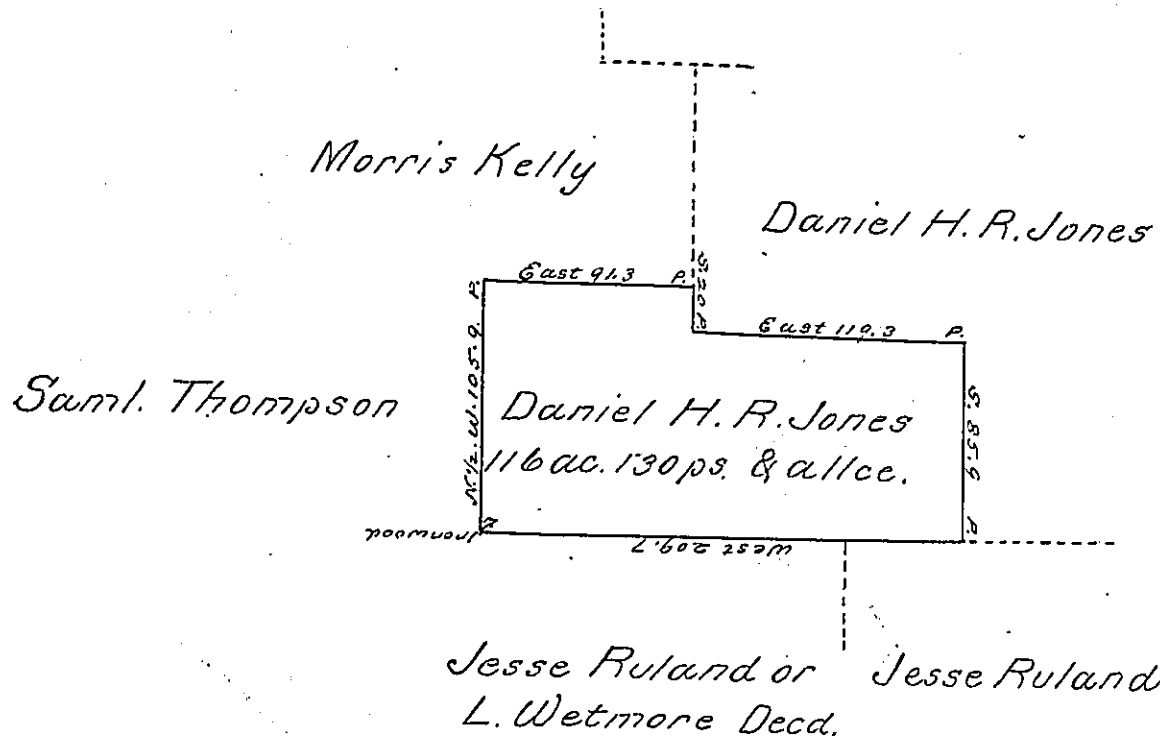 Morris Kelly
Daniel H. R. Jones
East 91.3 P.
S. 20 P.
East 119.3 P.
N. ½. W. 105.9. P.
S. 85.9 P.
Saml. Thompson
Daniel H. R. Jones
116 ac. 130 ps. & allce.
Ironwood
West 209.7
Jesse Ruland or
L. Wetmore Decd.
Jesse Ruland